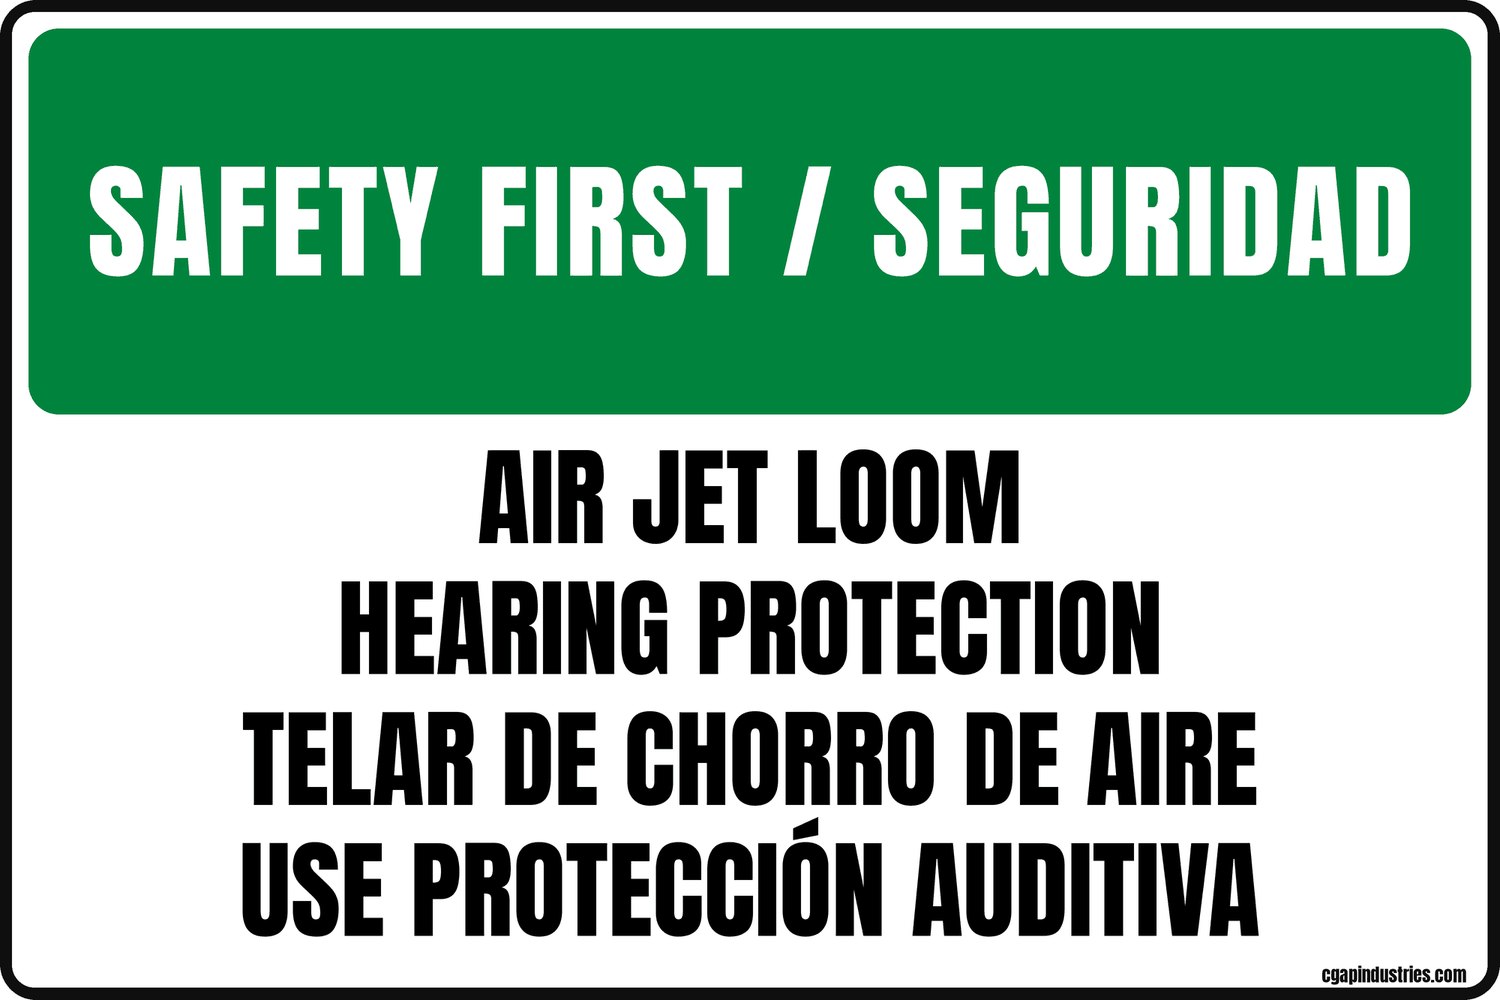 SAFETY FIRST / SEGURIDAD
AIR JET LOOM
HEARING PROTECTION
TELAR DE CHORRO DE AIRE
USE PROTECCIÓN AUDITIVA
cgapindustries.com